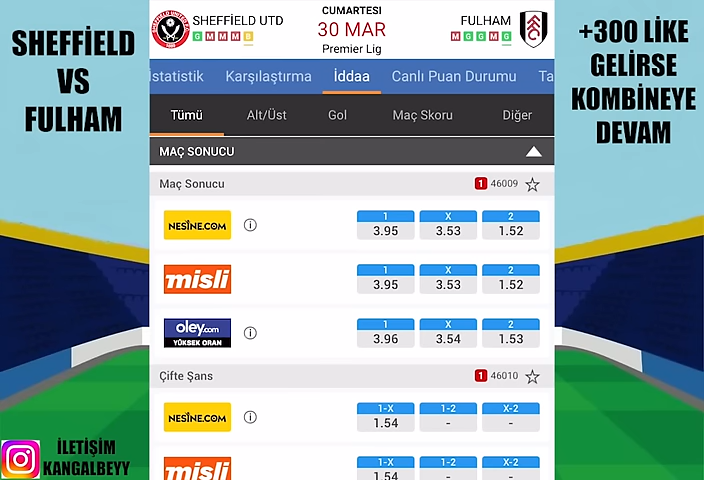 SHEFFİELD
VS
FULHAM
+300 LİKE
GELİRSE
KOMBİNEYE
DEVAM
SHEFFİELD UTD
G M M M B
CUMARTESİ
30 MAR
Premier Lig
FULHAM
M G G M G
İstatistik Karşılaştırma İddaa Canlı Puan Durumu Ta
Tümü Alt/Üst Gol Maç Skoru Diğer
MAÇ SONUCU
Maç Sonucu 1 46009
NESİNE.COM 1 X 2
3.95 3.53 1.52
misli 1 X 2
3.95 3.53 1.52
oley.com
YÜKSEK ORAN
1 X 2
3.96 3.54 1.53
Çifte Şans 1 46010
NESİNE.COM 1-X 1-2 X-2
1.54 - -
misli 1-X 1-2 X-2
1.54 - -
İLETİŞİM
KANGALBEYY